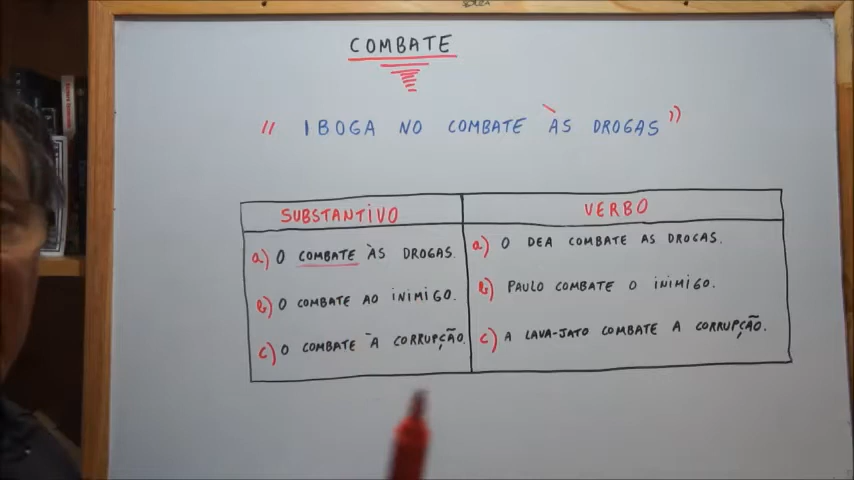 COMBATE
" IBOGA NO COMBATE ÀS DROGAS "
SUBSTANTIVO
VERBO
a) O COMBATE ÀS DROGAS.
a) O DEA COMBATE AS DROGAS.
b) O COMBATE AO INIMIGO.
b) PAULO COMBATE O INIMIGO.
c) O COMBATE À CORRUPÇÃO.
c) A LAVA-JATO COMBATE A CORRUPÇÃO.